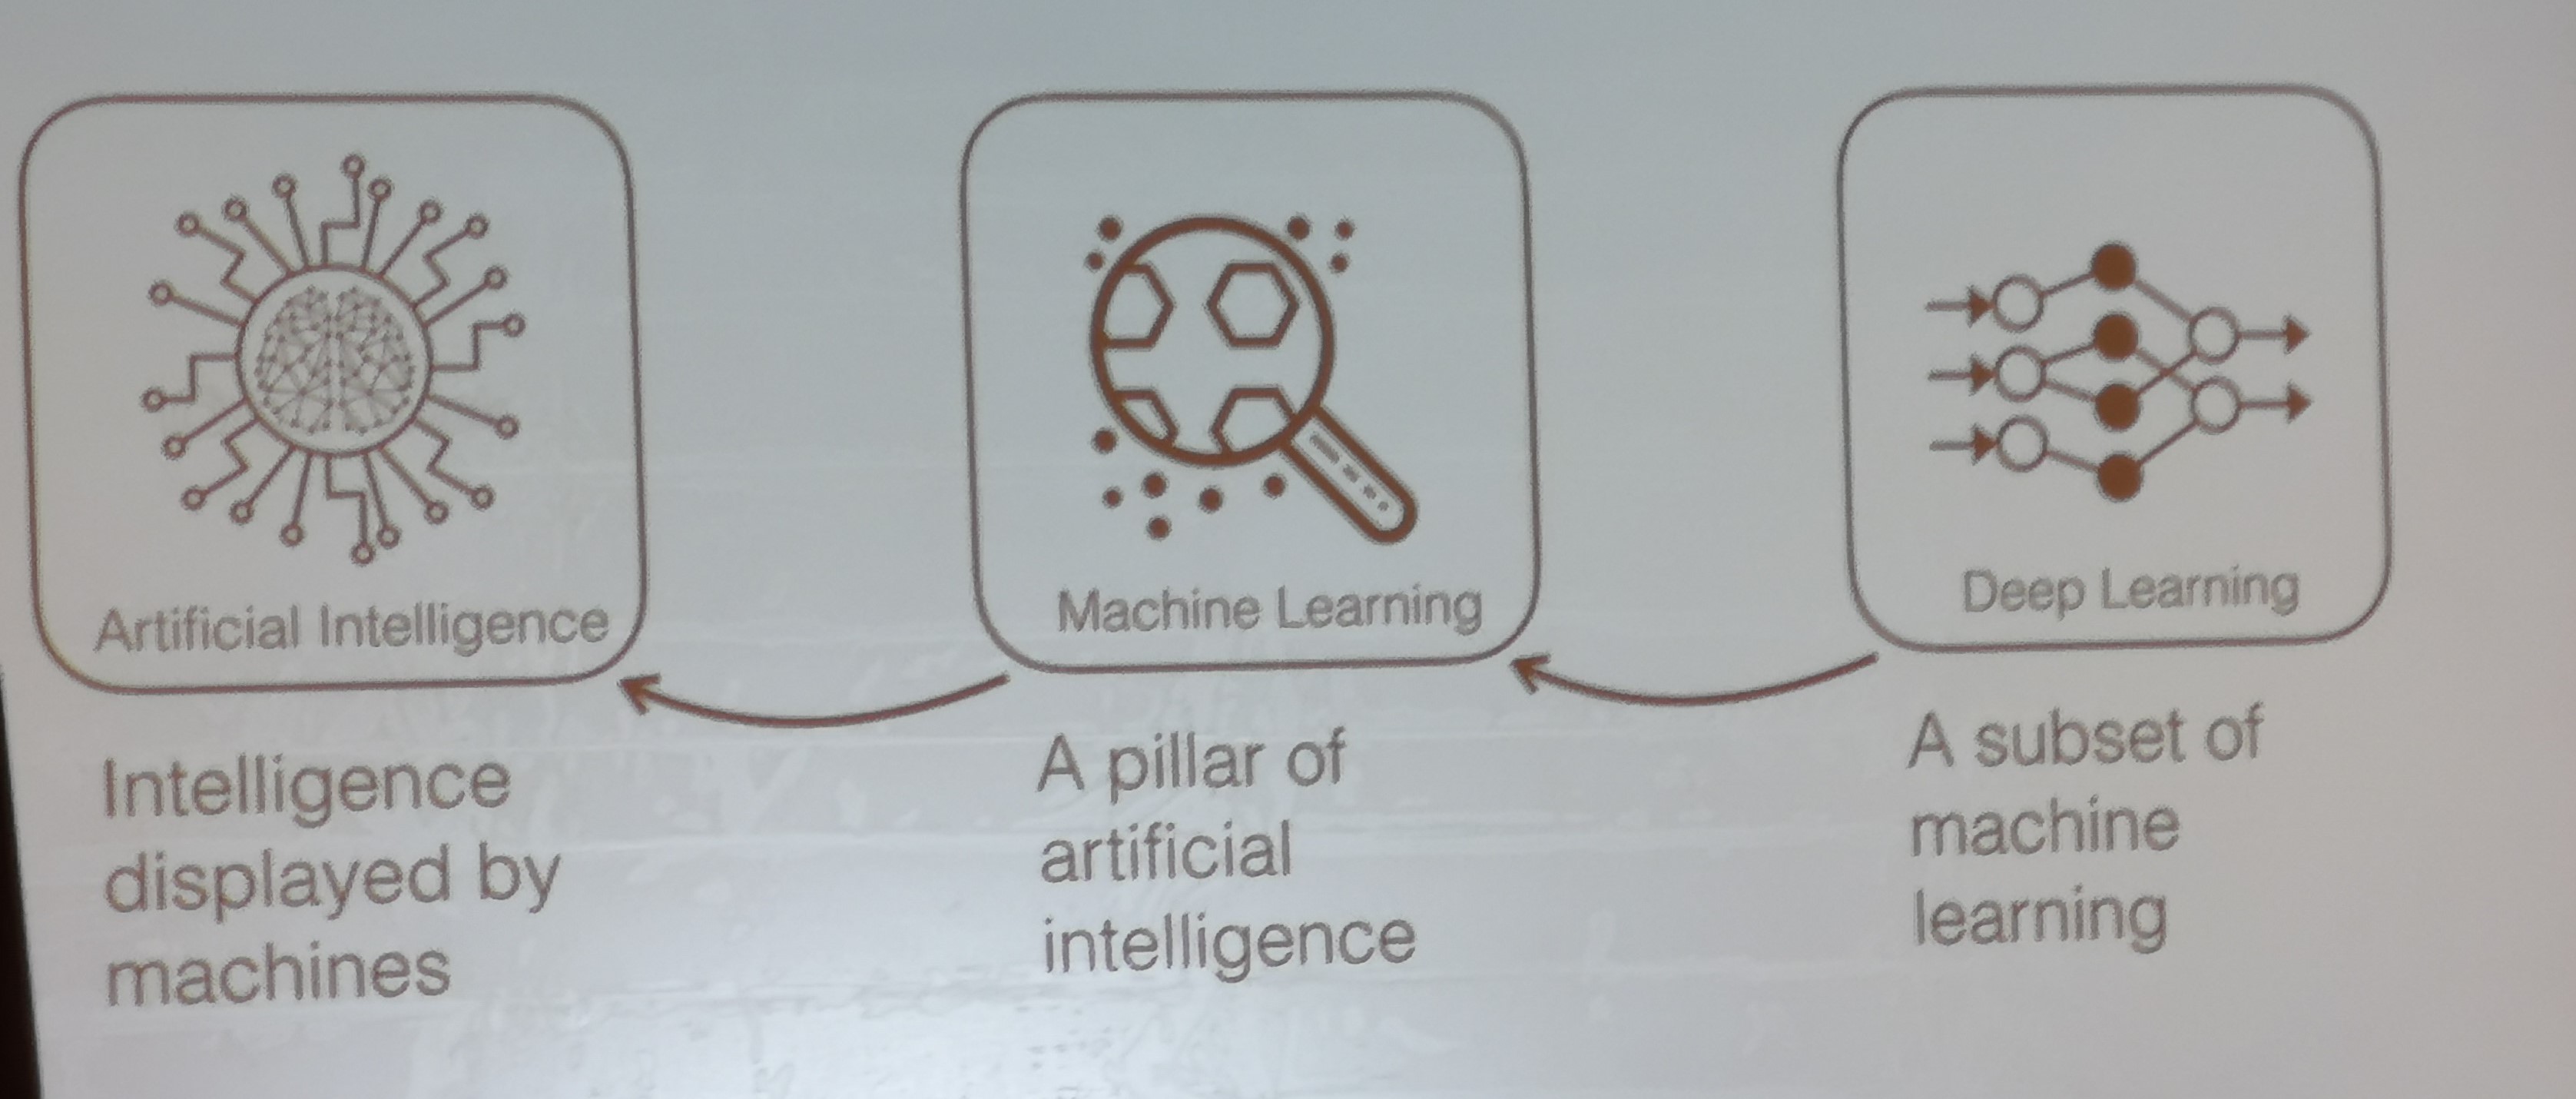 Artificial Intelligence
Intelligence
displayed by
machines
Machine Learning
A pillar of
artificial
intelligence
Deep Learning
A subset of
machine
learning